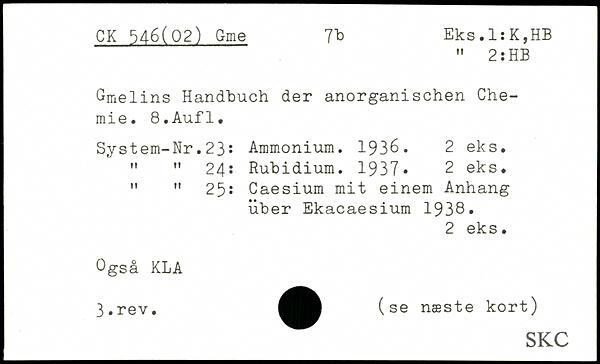 CK 546(02) Gme 7b Eks.1:K,HB
" 2:HB
Gmelins Handbuch der anorganischen Che-
mie. 8.Aufl.
System-Nr.23: Ammonium. 1936. 2 eks.
" " 24: Rubidium. 1937. 2 eks.
" " 25: Caesium mit einem Anhang
über Ekacaesium 1938.
2 eks.
Også KLA
3.rev. (se næste kort)
SKC